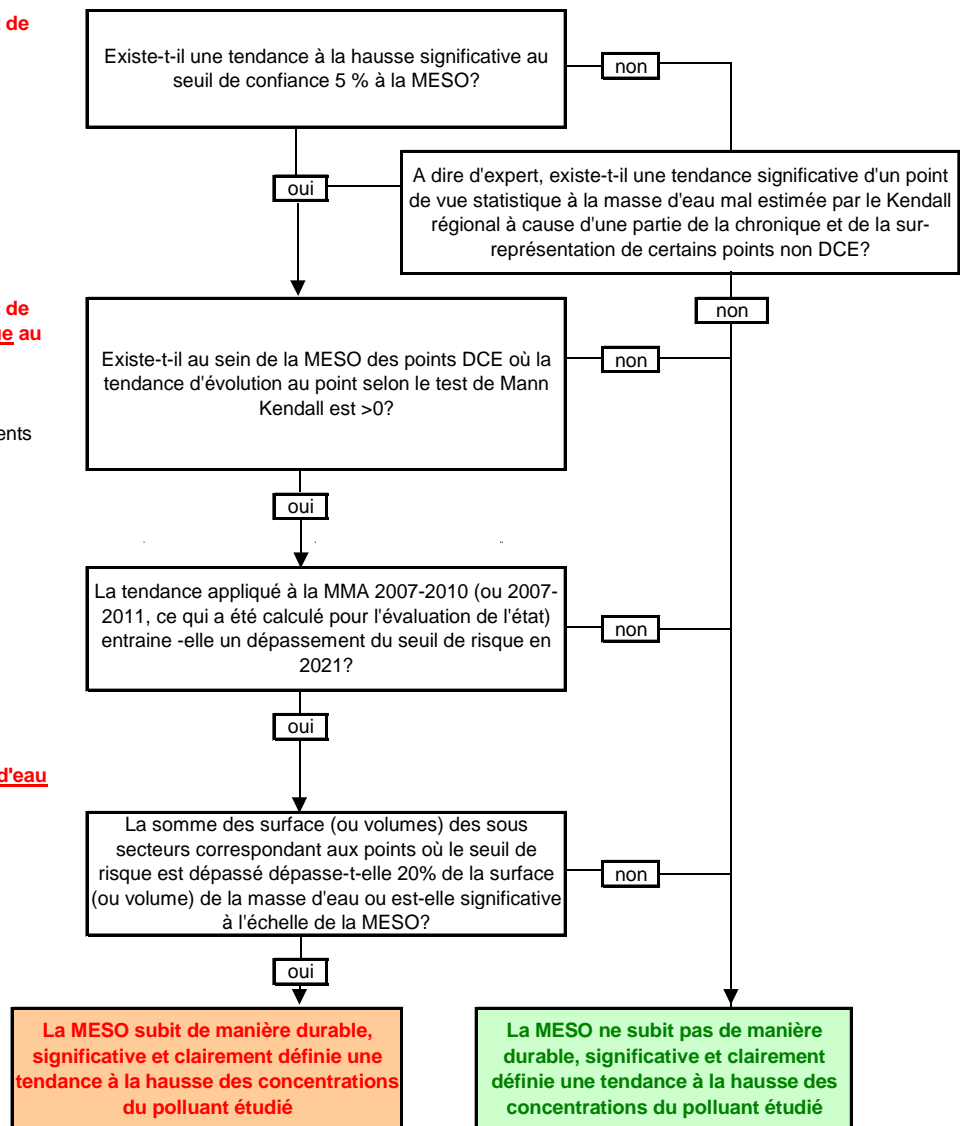 de
Existe-t-il une tendance à la hausse significative au
seuil de confiance 5 % à la MESO?
non
oui
A dire d'expert, existe-t-il une tendance significative d'un point
de vue statistique à la masse d'eau mal estimée par le Kendall
régional à cause d'une partie de la chronique et de la sur-
représentation de certains points non DCE?
non
de
au
Existe-t-il au sein de la MESO des points DCE où la
tendance d'évolution au point selon le test de Mann
Kendall est >0?
non
oui
La tendance appliqué à la MMA 2007-2010 (ou 2007-
2011, ce qui a été calculé pour l'évaluation de l'état)
entraine -elle un dépassement du seuil de risque en
2021?
non
oui
d'eau
La somme des surface (ou volumes) des sous
secteurs correspondant aux points où le seuil de
risque est dépassé dépasse-t-elle 20% de la surface
(ou volume) de la masse d'eau ou est-elle significative
à l'échelle de la MESO?
non
oui
La MESO subit de manière durable,
significative et clairement définie une
tendance à la hausse des concentrations
du polluant étudié
La MESO ne subit pas de manière
durable, significative et clairement
définie une tendance à la hausse des
concentrations du polluant étudié